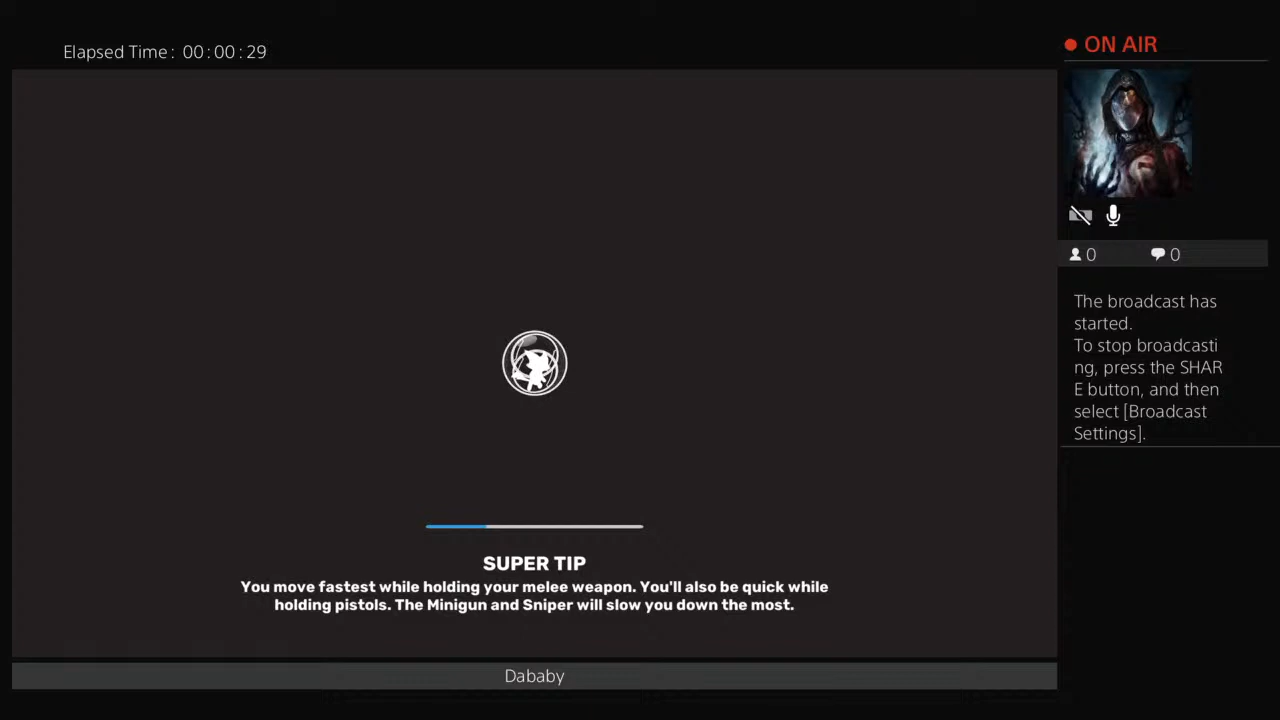 Elapsed Time: 00:00:29
ON AIR
0
0
The broadcast has
started.
To stop broadcasti
ng, press the SHAR
E button, and then
select [Broadcast
Settings].
SUPER TIP
You move fastest while holding your melee weapon. You'll also be quick while
holding pistols. The Minigun and Sniper will slow you down the most.
Dababy